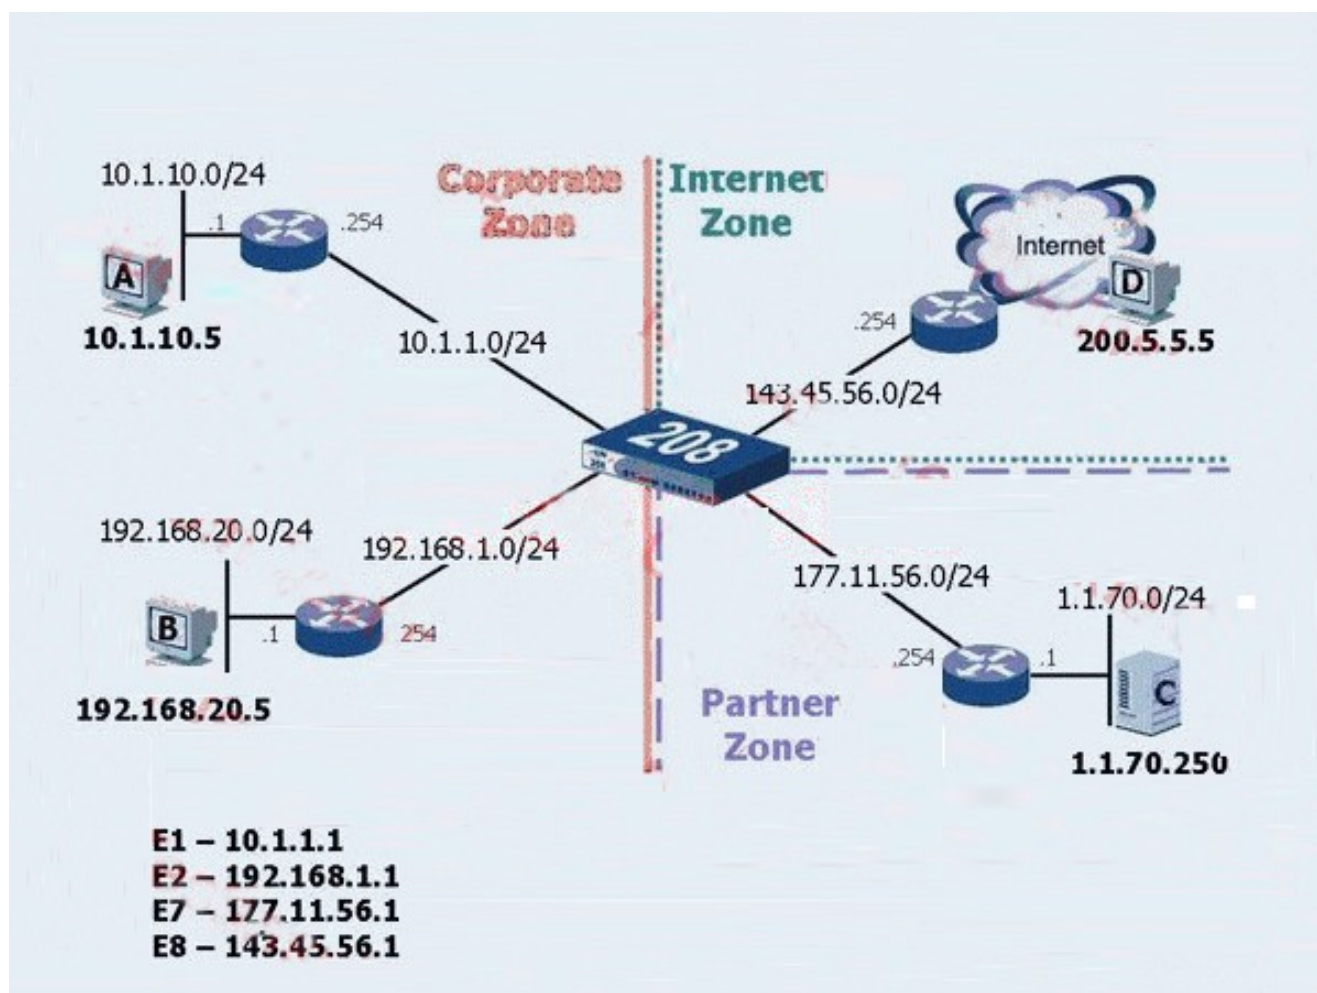 10.1.10.0/24
.1
.254
A
10.1.10.5
Corporate
Zone
Internet
Zone
Internet
D
200.5.5.5
.254
10.1.1.0/24
143.45.56.0/24
208
192.168.20.0/24
192.168.1.0/24
B
.1
254
192.168.20.5
177.11.56.0/24
1.1.70.0/24
.254
.1
C
1.1.70.250
Partner
Zone
E1 – 10.1.1.1
E2 – 192.168.1.1
E7 – 177.11.56.1
E8 – 143.45.56.1